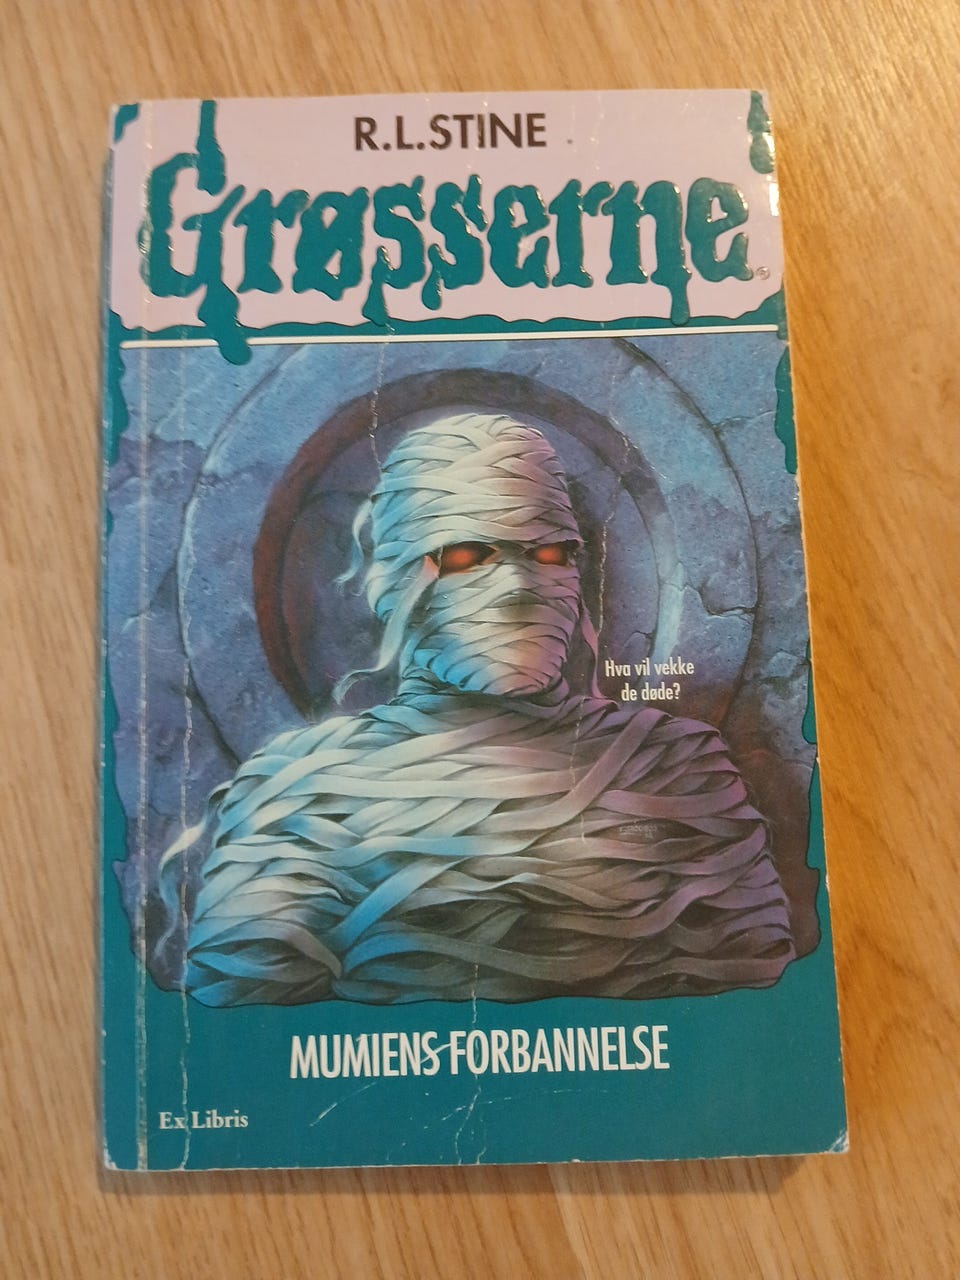 R.L.STINE
Grøsserne
Hva vil vekke
de døde?
MUMIENS FORBANNELSE
Ex Libris